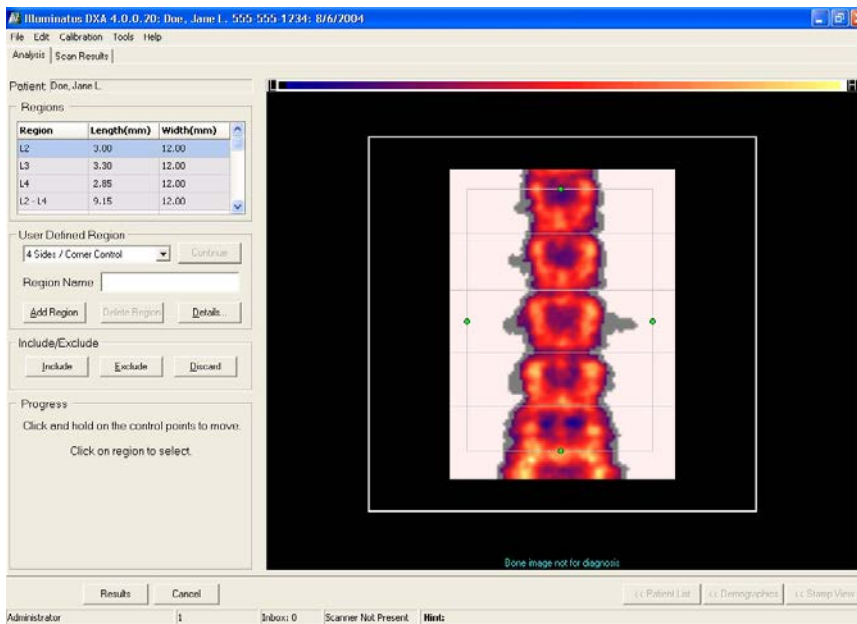 Illuminatus DXA 4.0.0.20: Doe, Jane L. 555-555-1234: 8/6/2004
File Edit Calibration Tools Help
Analysis Scan Results
Patient: Doe, Jane L.
Regions
Region Length(mm) Width(mm)
L2 3.00 12.00
L3 3.30 12.00
L4 2.85 12.00
L2 - L4 9.15 12.00
User Defined Region
4 Sides / Corner Control Continue
Region Name
Add Region Delete Region Details...
Include/Exclude
Include Exclude Discard
Progress
Click and hold on the control points to move.
Click on region to select.
Bone image not for diagnosis
Results Cancel << Patient List << Demographics << Stamp View
Administrator 1 Inbox: 0 Scanner Not Present Hint: